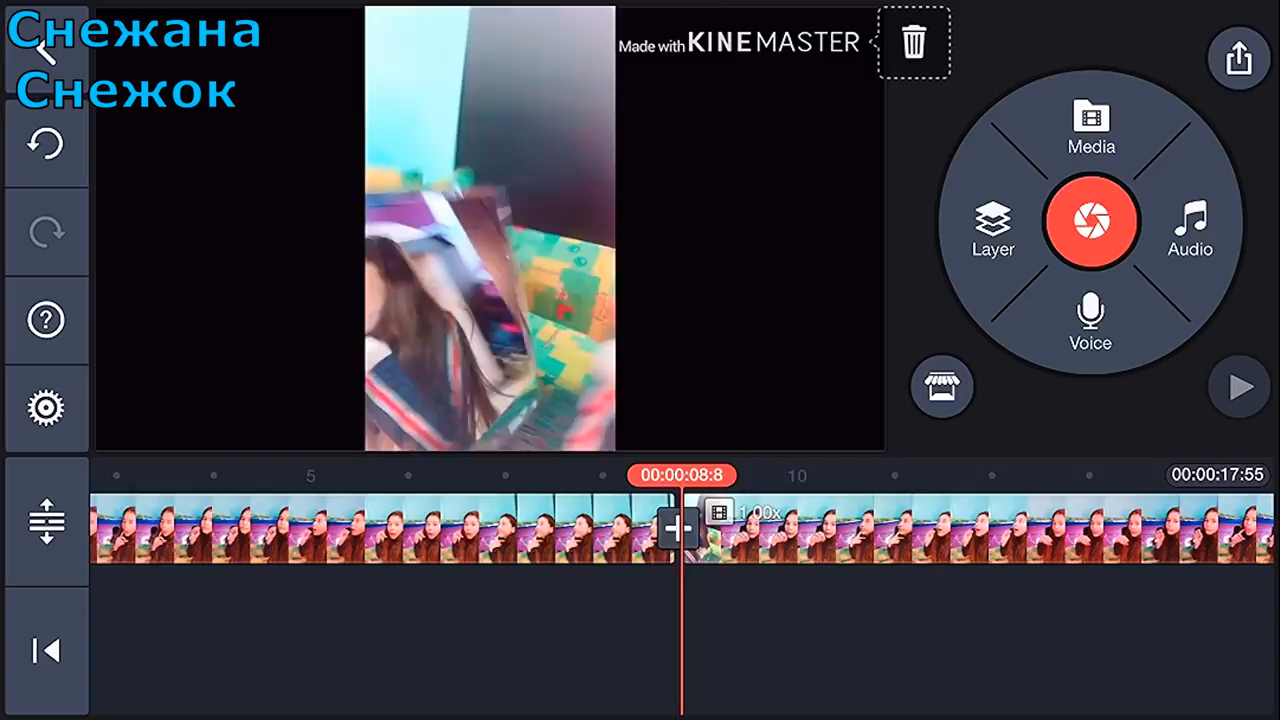 Снежана
Снежок
Made with KINEMASTER
Media
Layer
Audio
Voice
5
00:00:08:8
10
00:00:17:55
1.00x